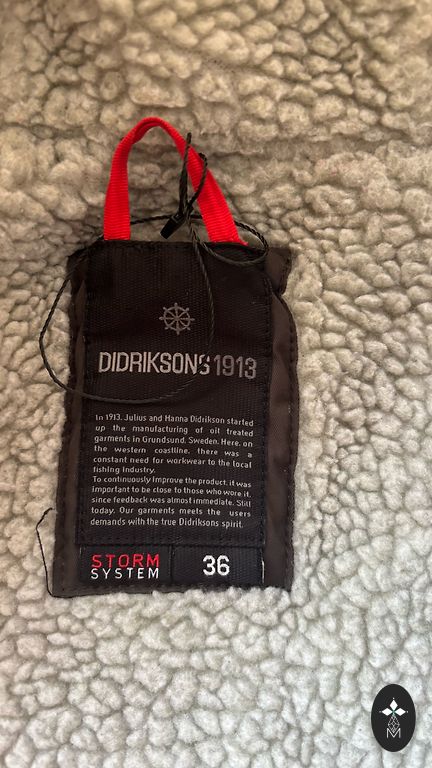 DIDRIKSONS 1913
In 1913, Julius and Hanna Didrikson started
up the manufacturing of oil treated
garments in Grundsund, Sweden. Here, on
the western coastline, there was a
constant need for workwear to the local
fishing industry.
To continuously improve the product, it was
important to be close to those who wore it,
since feedback was almost immediate. Still
today. Our garments meets the users
demands with the true Didriksons spirit.
STORM
SYSTEM
36
M